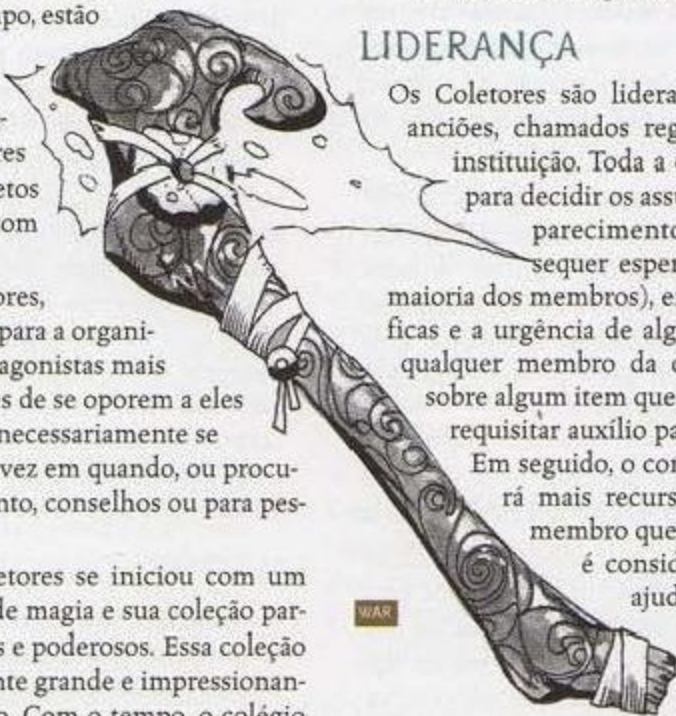 po, estão
res
etos
om
ores,
para a organi-
agonistas mais
s de se oporem a eles
necessariamente se
vez em quando, ou procu-
nto, conselhos ou para pes-
etores se iniciou com um
de magia e sua coleção par-
s e poderosos. Essa coleção
nte grande e impressionan-
o. Com o tempo, o colégio
LIDERANÇA
Os Coletores são lidera
anciões, chamados reg
instituição. Toda a
para decidir os assu
parecimento
sequer esper
maioria dos membros), e
ficas e a urgência de alg
qualquer membro da
sobre algum item que
requisitar auxílio pa
Em seguido, o con
rá mais recurs
membro que
é consid
ajud
WAR